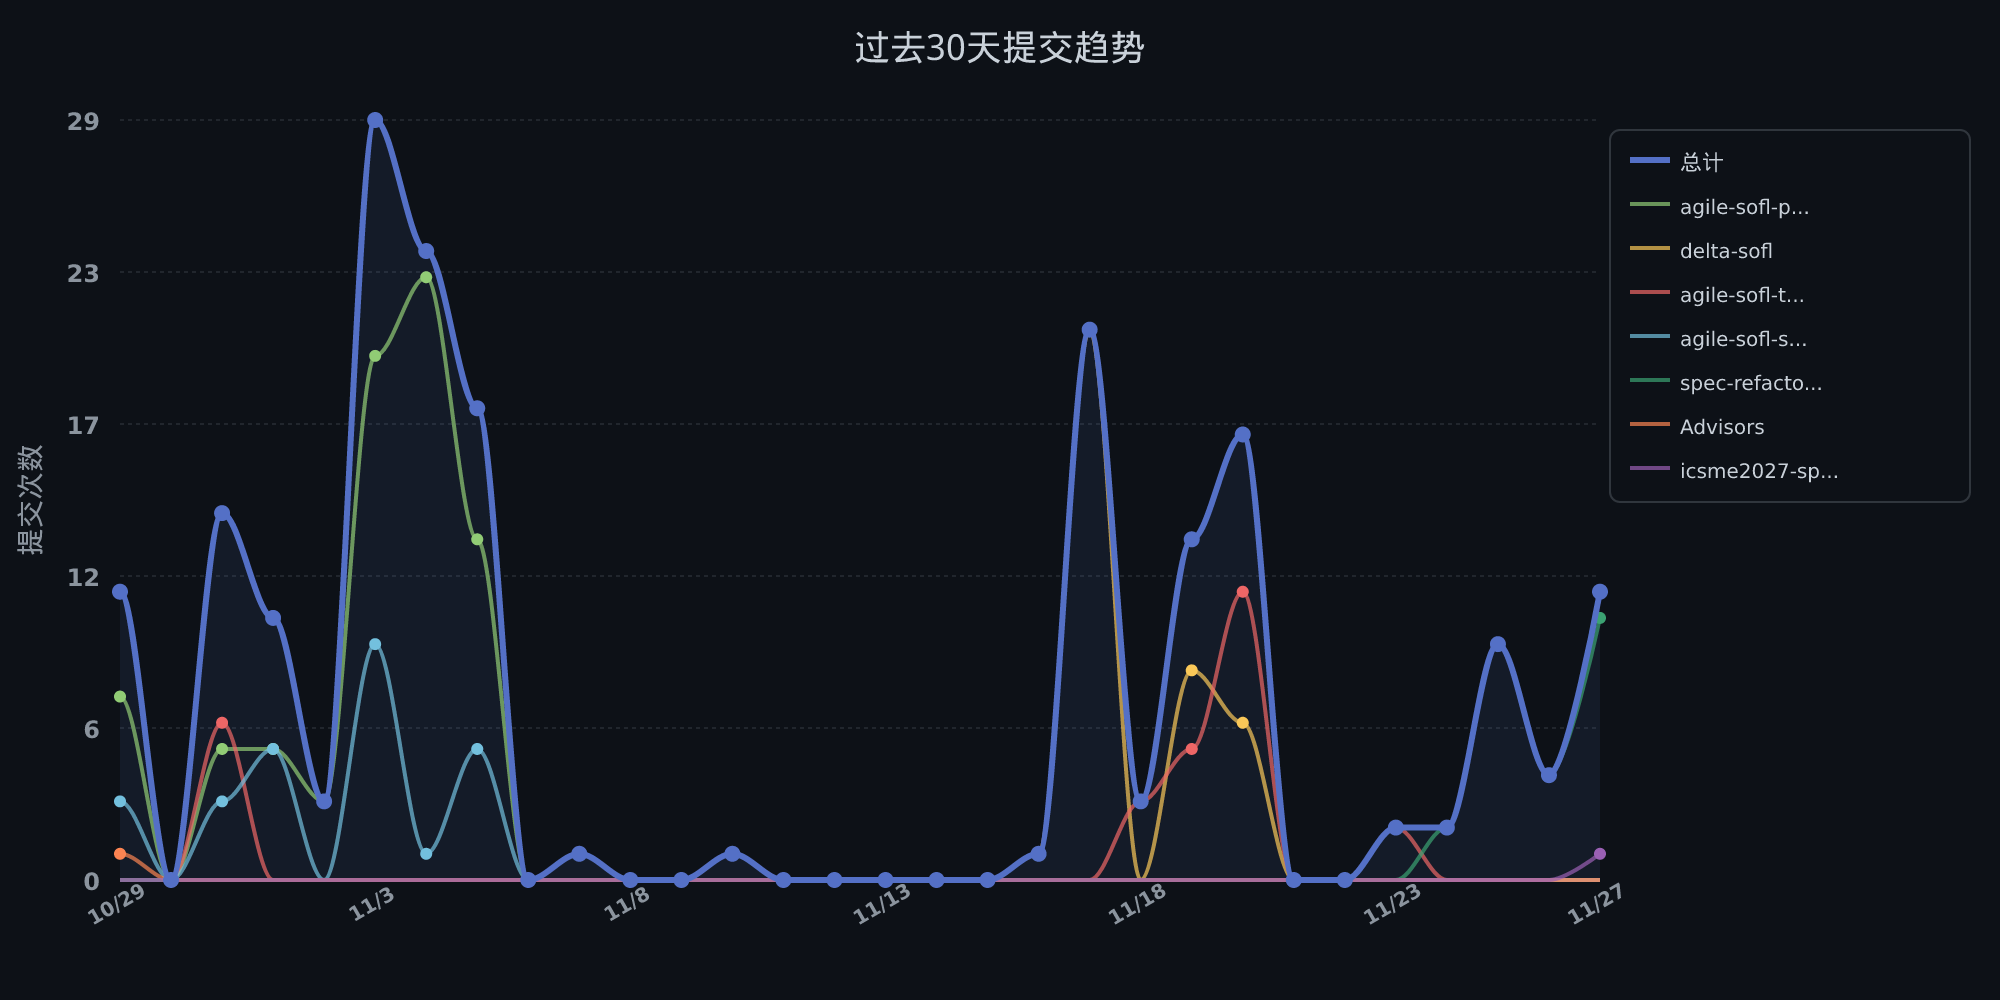 过去30天提交趋势
提交次数
29
23
17
12
6
0
10/29
11/3
11/8
11/13
11/18
11/23
11/27
总计
agile-sofl-p...
delta-sofl
agile-sofl-t...
agile-sofl-s...
spec-refacto...
Advisors
icsme2027-sp...